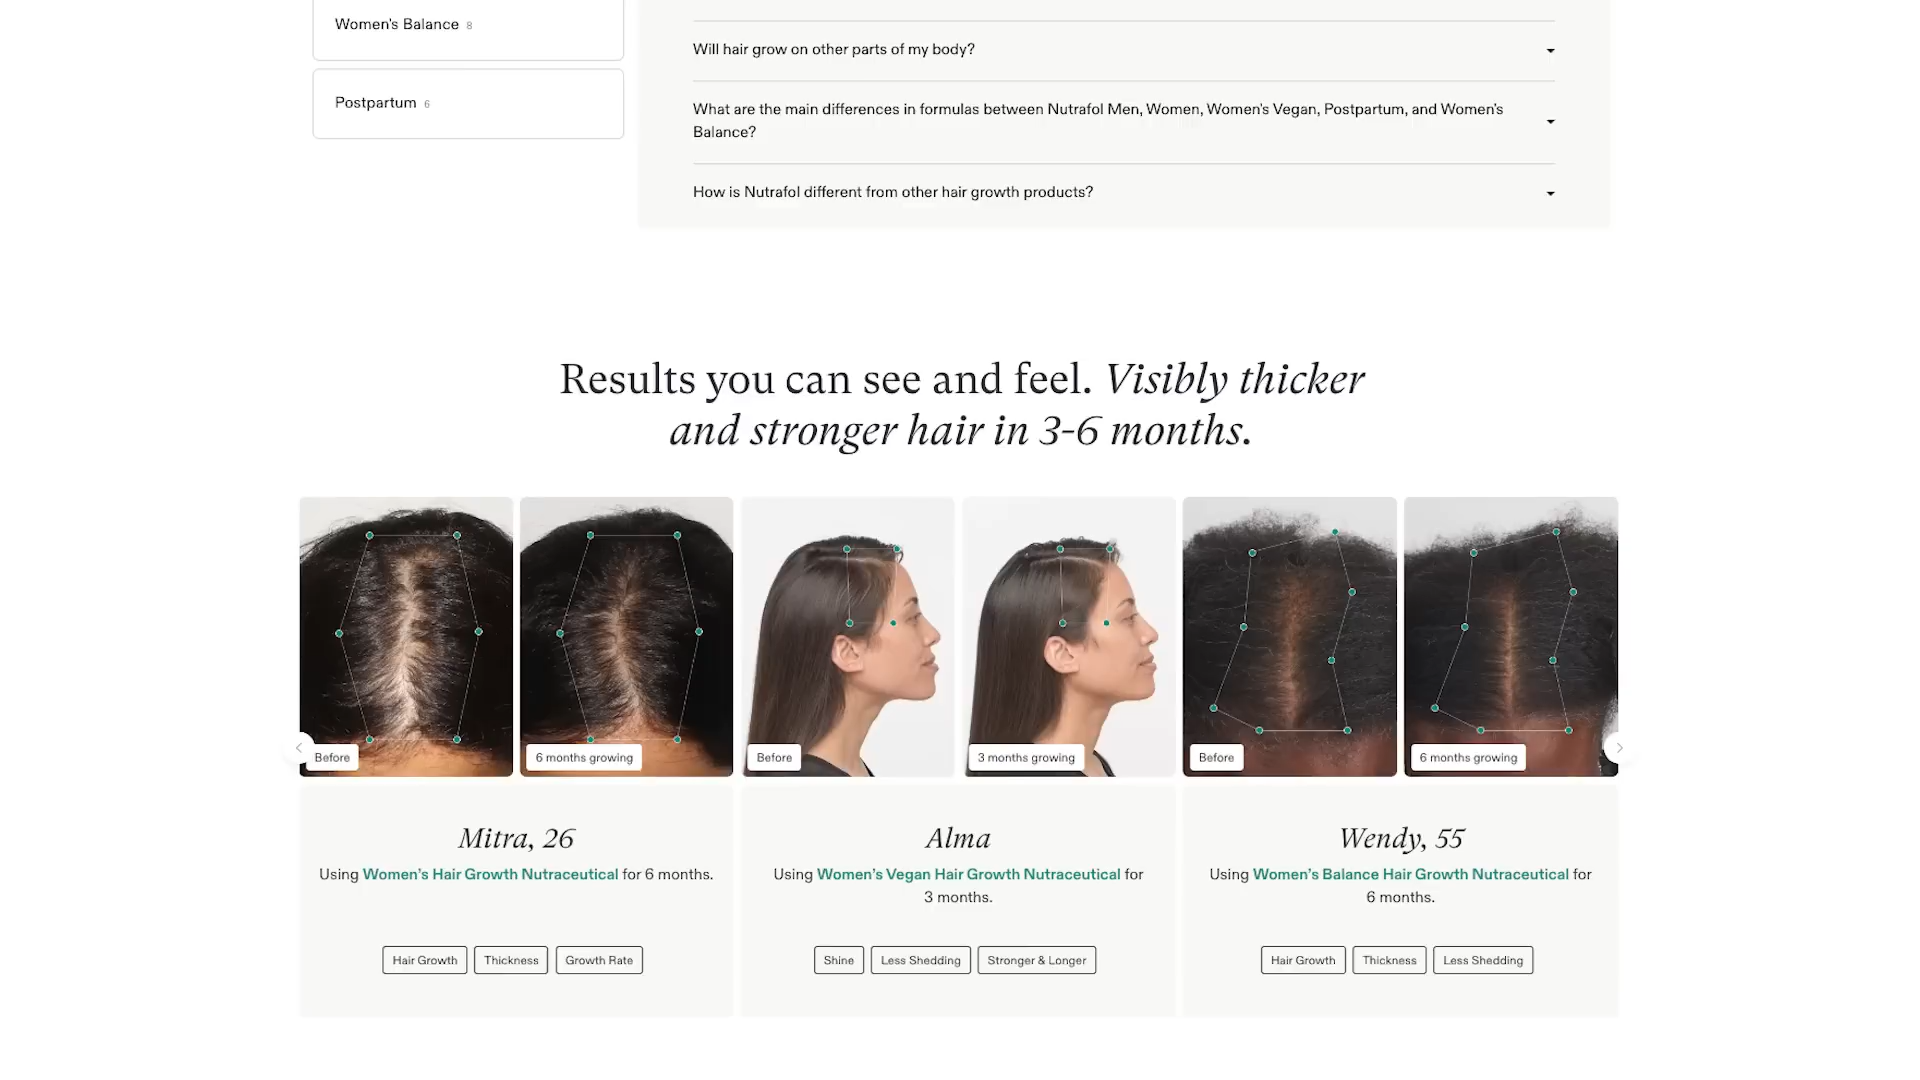 Women's Balance 8
Postpartum 6
Will hair grow on other parts of my body?
What are the main differences in formulas between Nutrafol Men, Women, Women's Vegan, Postpartum, and Women's
Balance?
How is Nutrafol different from other hair growth products?
Results you can see and feel. Visibly thicker
and stronger hair in 3-6 months.
Before
6 months growing
Before
3 months growing
Before
6 months growing
Mitra, 26
Using Women's Hair Growth Nutraceutical for 6 months.
Hair Growth
Thickness
Growth Rate
Alma
Using Women's Vegan Hair Growth Nutraceutical for
3 months.
Shine
Less Shedding
Stronger & Longer
Wendy, 55
Using Women's Balance Hair Growth Nutraceutical for
6 months.
Hair Growth
Thickness
Less Shedding